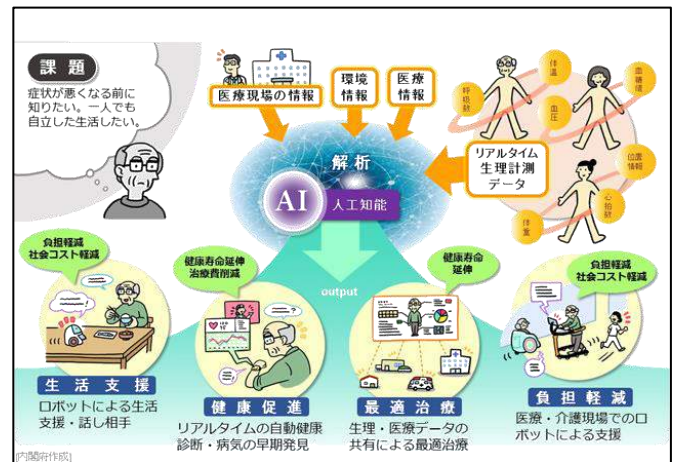 課題
症状が悪くなる前に
知りたい。一人でも
自立した生活したい。
医療現場の情報
環境
情報
医療
情報
解析
AI 人工知能
リアルタイム
生理計測
データ
体温
呼吸数
血圧
血糖値
位置情報
心拍数
体重
output
負担軽減
社会コスト軽減
生活支援
ロボットによる生活
支援・話し相手
健康寿命延伸
治療費削減
健康促進
リアルタイムの自動健康
診断・病気の早期発見
健康寿命
延伸
最適治療
生理・医療データの
共有による最適治療
負担軽減
社会コスト軽減
負担軽減
医療・介護現場でのロ
ボットによる支援
[内閣府作成]